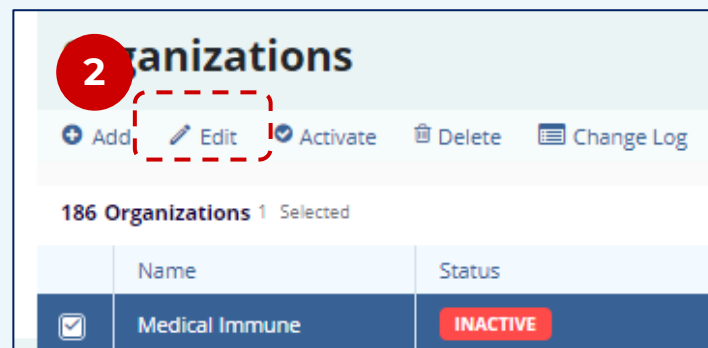 2
ganizations
Add Edit Activate Delete Change Log
186 Organizations 1 Selected
Name Status
Medical Immune INACTIVE